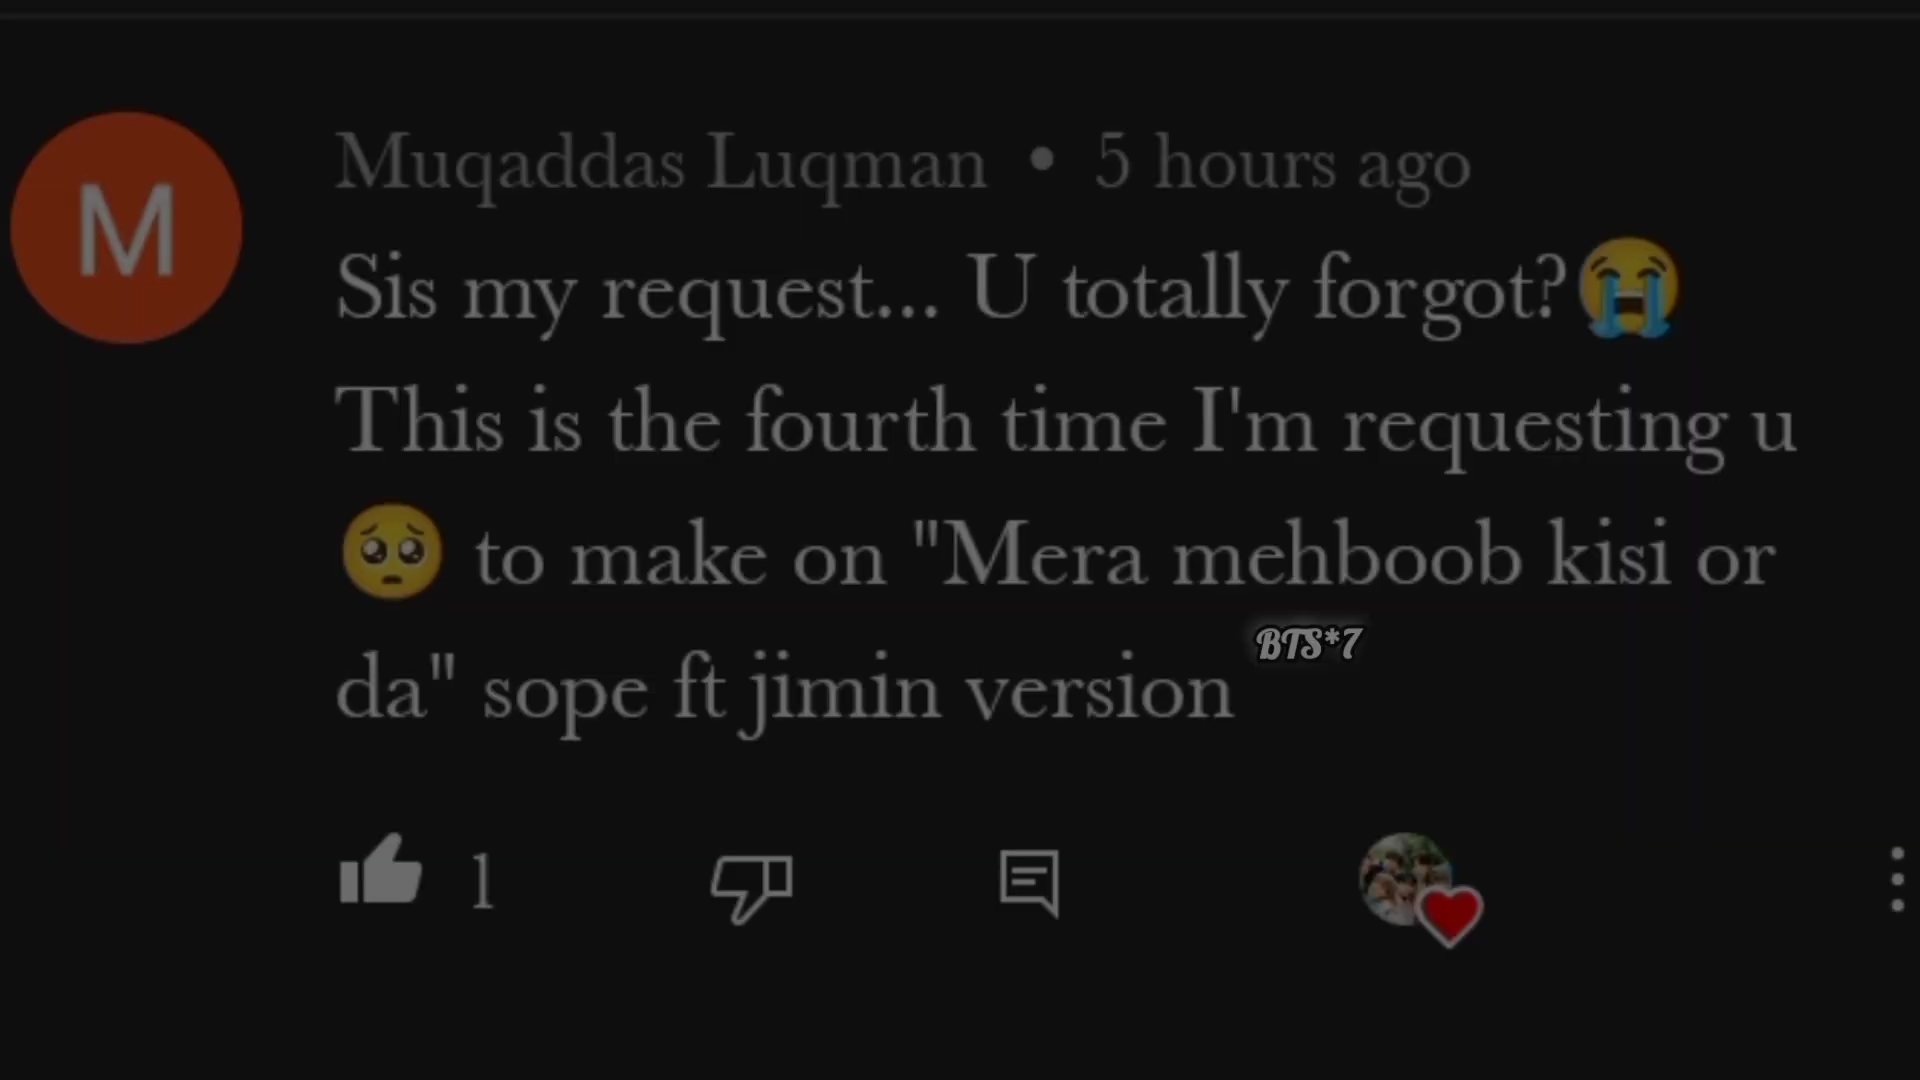 M
Muqaddas Luqman • 5 hours ago
Sis my request... U totally forgot?😭
This is the fourth time I'm requesting u
🥺 to make on "Mera mehboob kisi or
da" sope ft jimin version
BTS*7
1